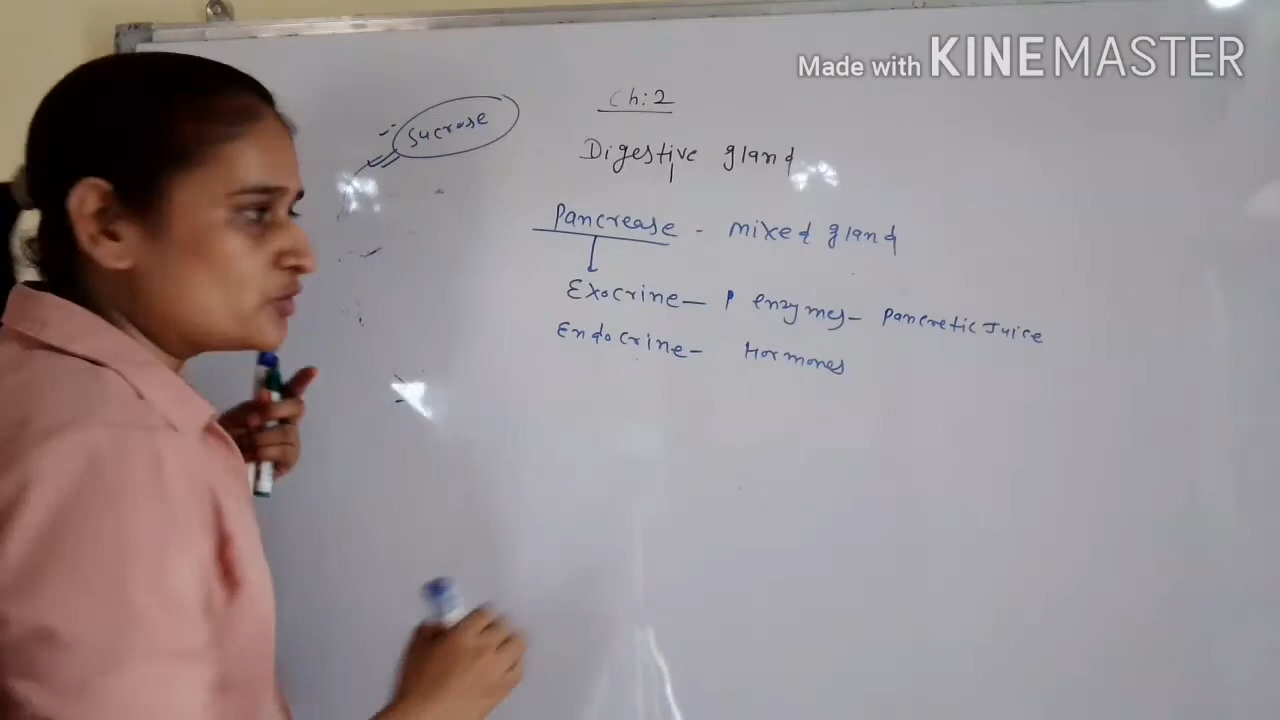 Made with KINEMASTER
Ch:2
Sucrose
Digestive gland
Pancrease - mixed gland
Exocrine - P enzymes - Pancretic Juice
Endocrine - Hormones